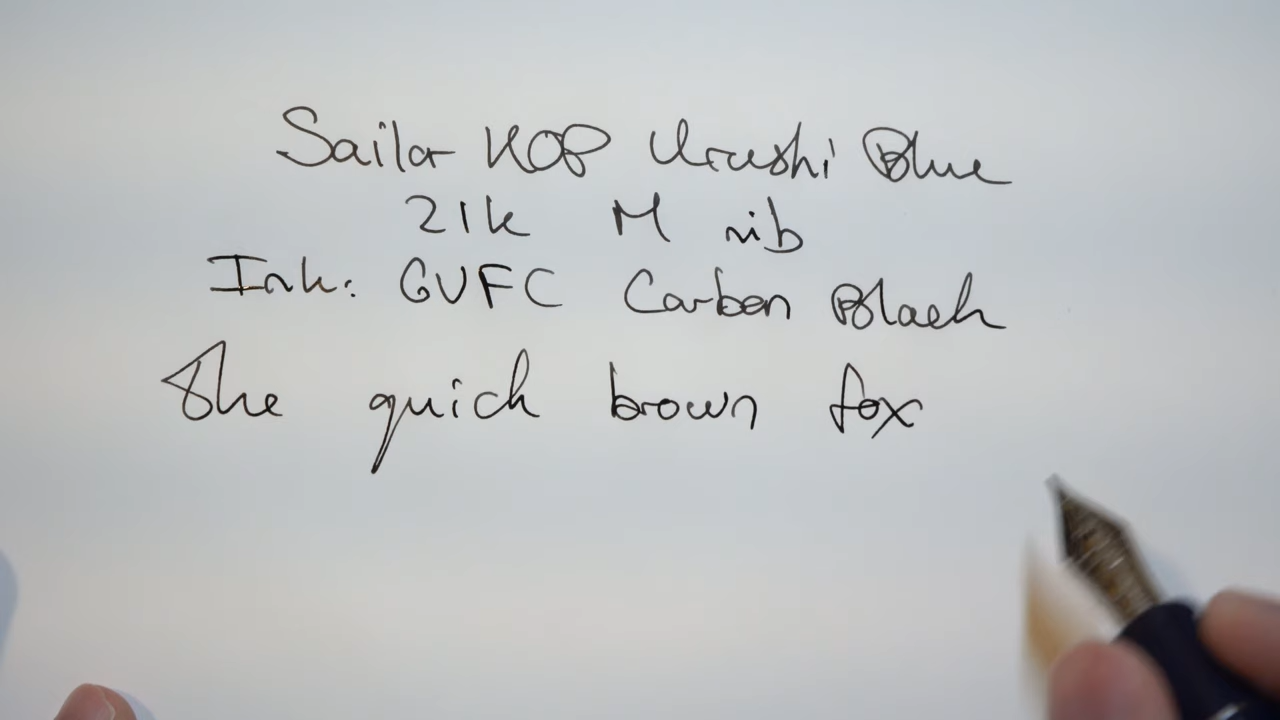 Sailor KOP Urushi Blue
21k M nib
Ink: GVFC Carbon Black
The quick brown fox